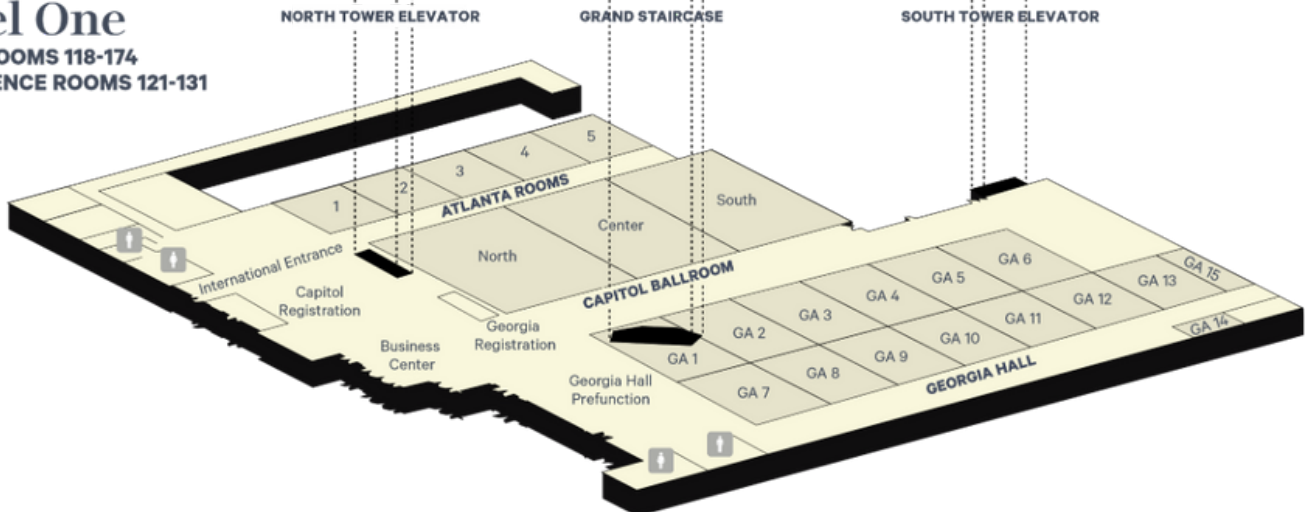 el One
OOMS 118-174
ENCE ROOMS 121-131
NORTH TOWER ELEVATOR
GRAND STAIRCASE
SOUTH TOWER ELEVATOR
1
2
3
4
5
ATLANTA ROOMS
North
Center
South
CAPITOL BALLROOM
International Entrance
Capitol
Registration
Georgia
Registration
Business
Center
Georgia Hall
Prefunction
GA 1
GA 2
GA 3
GA 4
GA 5
GA 6
GA 7
GA 8
GA 9
GA 10
GA 11
GA 12
GA 13
GA 15
GA 14
GEORGIA HALL